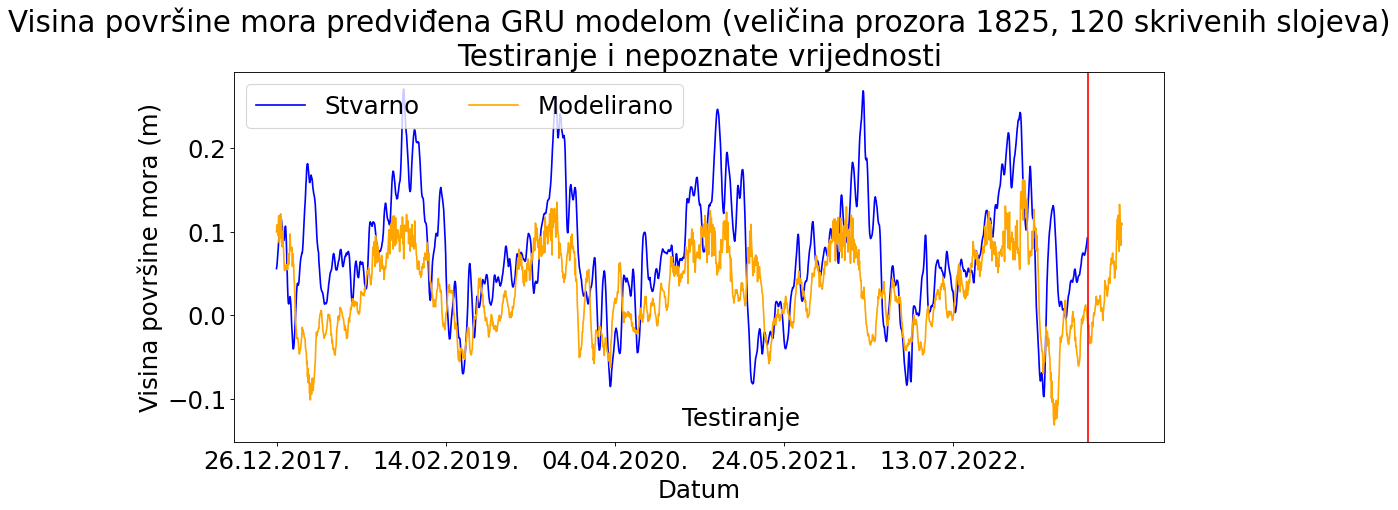 Visina površine mora predviđena GRU modelom (veličina prozora 1825, 120 skrivenih slojeva)
Testiranje i nepoznate vrijednosti
Stvarno
Modelirano
Visina površine mora (m)
0.2
0.1
0.0
−0.1
Testiranje
26.12.2017.
14.02.2019.
04.04.2020.
24.05.2021.
13.07.2022.
Datum